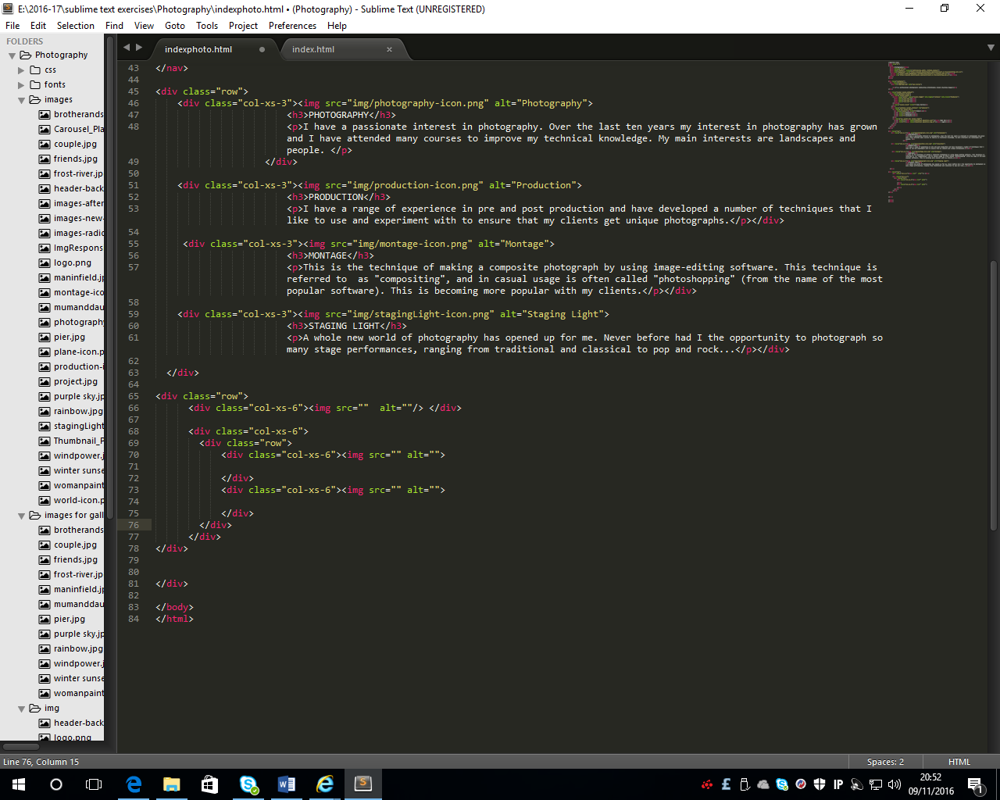 E:\2016-17\sublime text exercises\Photography\indexphoto.html • (Photography) - Sublime Text (UNREGISTERED)
File Edit Selection Find View Goto Tools Project Preferences Help
FOLDERS
Photography
css
fonts
images
brotherands
Carousel_Pla
couple.jpg
friends.jpg
frost-river.jp
header-back
images-after
images-new-
images-radio
ImgRespons
logo.png
maninfield.jp
montage-ico
mumanddau
photography
pier.jpg
plane-icon.p
production-i
project.jpg
purple sky.jp
rainbow.jpg
stagingLight
Thumbnail_P
windpower.j
winter sunse
womanpaint
world-icon.p
images for gall
brotherands
couple.jpg
friends.jpg
frost-river.jp
maninfield.jp
mumanddau
pier.jpg
purple sky.jp
rainbow.jpg
windpower.j
winter sunse
womanpaint
img
header-back
logo.png
indexphoto.html index.html
43 </nav>
44
45 <div class="row">
46 <div class="col-xs-3"><img src="img/photography-icon.png" alt="Photography">
47 <h3>PHOTOGRAPHY</h3>
48 <p>I have a passionate interest in photography. Over the last ten years my interest in photography has grown
and I have attended many courses to improve my technical knowledge. My main interests are landscapes and
people. </p>
49 </div>
50
51 <div class="col-xs-3"><img src="img/production-icon.png" alt="Production">
52 <h3>PRODUCTION</h3>
53 <p>I have a range of experience in pre and post production and have developed a number of techniques that I
like to use and experiment with to ensure that my clients get unique photographs.</p></div>
54
55 <div class="col-xs-3"><img src="img/montage-icon.png" alt="Montage">
56 <h3>MONTAGE</h3>
57 <p>This is the technique of making a composite photograph by using image-editing software. This technique is
referred to  as "compositing", and in casual usage is often called "photoshopping" (from the name of the most
popular software). This is becoming more popular with my clients.</p></div>
58
59 <div class="col-xs-3"><img src="img/stagingLight-icon.png" alt="Staging Light">
60 <h3>STAGING LIGHT</h3>
61 <p>A whole new world of photography has opened up for me. Never before had I the opportunity to photograph so
many stage performances, ranging from traditional and classical to pop and rock...</p></div>
62
63 </div>
64
65 <div class="row">
66 <div class="col-xs-6"><img src=""  alt=""/> </div>
67
68 <div class="col-xs-6">
69 <div class="row">
70 <div class="col-xs-6"><img src="" alt="">
71
72 </div>
73 <div class="col-xs-6"><img src="" alt="">
74
75 </div>
76 </div>
77 </div>
78 </div>
79
80
81 </div>
82
83 </body>
84 </html>
Line 76, Column 15 Spaces: 2 HTML
20:52
09/11/2016
IP
1